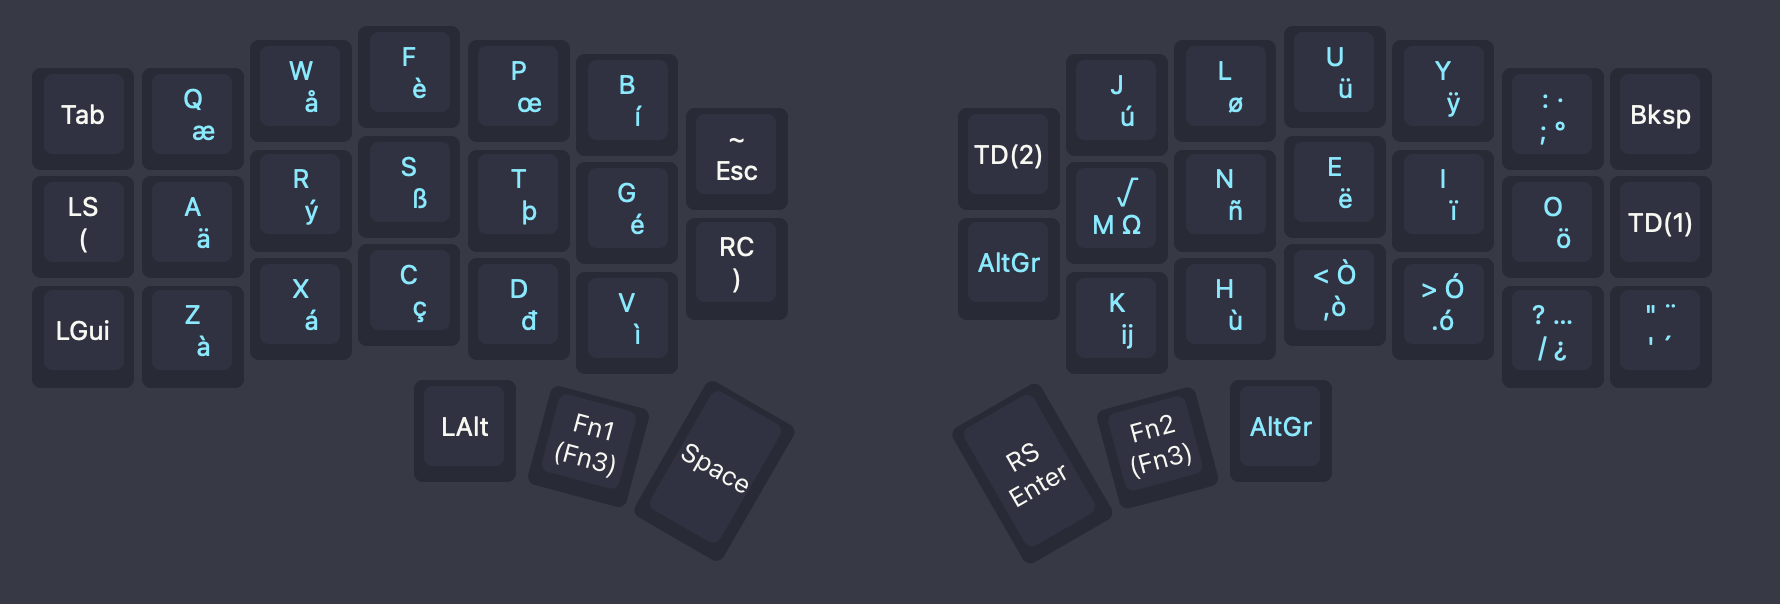 Tab
Q
æ
W
å
F
è
P
œ
B
í
~
Esc
LS
(
A
ä
R
ý
S
ß
T
þ
G
é
RC
)
LGui
Z
à
X
á
C
ç
D
đ
V
ì
LAlt
Fn1
(Fn3)
Space
TD(2)
J
ú
L
ø
U
ü
Y
ÿ
: ·
; °
Bksp
AltGr
√
M Ω
N
ñ
E
ë
I
ï
O
ö
TD(1)
K
ij
H
ù
< Ò
,ò
> Ó
.ó
? …
/ ¿
" ¨
' ´
RS
Enter
Fn2
(Fn3)
AltGr